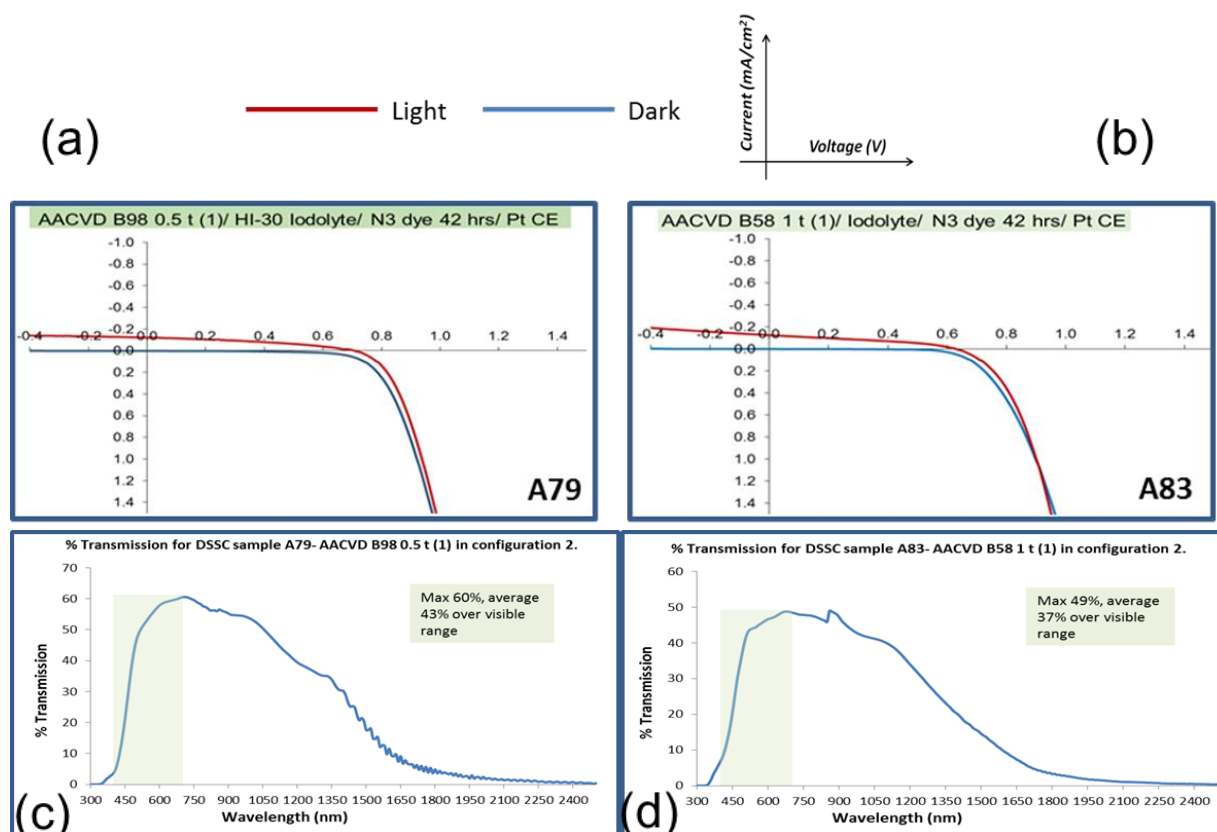 (a)
Light
Dark
Current (mA/cm²)
Voltage (V)
(b)
AACVD B98 0.5 t (1)/ HI-30 Iodolyte/ N3 dye 42 hrs/ Pt CE
-1.0
-0.8
-0.6
-0.4
-0.2
-0.4 -0.2 0.0 0.2 0.4 0.6 0.8 1.0 1.2 1.4
0.0
0.2
0.4
0.6
0.8
1.0
1.2
1.4
A79
AACVD B58 1 t (1)/ Iodolyte/ N3 dye 42 hrs/ Pt CE
-1.0
-0.8
-0.6
-0.4
-0.2
-0.4 -0.2 0.0 0.2 0.4 0.6 0.8 1.0 1.2 1.4
0.0
0.2
0.4
0.6
0.8
1.0
1.2
1.4
A83
% Transmission for DSSC sample A79- AACVD B98 0.5 t (1) in configuration 2.
70
60
50
40
30
20
10
0
% Transmission
Max 60%, average
43% over visible
range
300 450 600 750 900 1050 1200 1350 1500 1650 1800 1950 2100 2250 2400
Wavelength (nm)
(c)
% Transmission for DSSC sample A83- AACVD B58 1 t (1) in configuration 2.
60
50
40
30
20
10
0
% Transmission
Max 49%, average
37% over visible
range
300 450 600 750 900 1050 1200 1350 1500 1650 1800 1950 2100 2250 2400
Wavelength (nm)
(d)